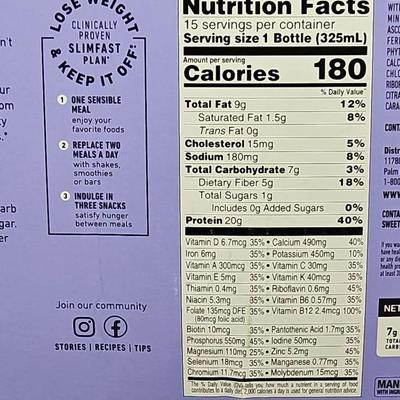 LOSE WEIGHT
CLINICALLY
PROVEN
SLIMFAST
PLAN*
& KEEP IT OFF:
1 ONE SENSIBLE
MEAL
enjoy your
favorite foods
2 REPLACE TWO
MEALS A DAY
with shakes,
smoothies
or bars
3 INDULGE IN
THREE SNACKS
satisfy hunger
between meals
Join our community
STORIES | RECIPES | TIPS
Nutrition Facts
15 servings per container
Serving size 1 Bottle (325mL)
Amount per serving
Calories 180
% Daily Value*
Total Fat 9g 12%
Saturated Fat 1.5g 8%
Trans Fat 0g
Cholesterol 15mg 5%
Sodium 180mg 8%
Total Carbohydrate 7g 3%
Dietary Fiber 5g 18%
Total Sugars 1g
Includes 0g Added Sugars 0%
Protein 20g 40%
Vitamin D 6.7mcg 35% • Calcium 490mg 40%
Iron 6mg 35% • Potassium 450mg 10%
Vitamin A 300mcg 35% • Vitamin C 30mg 35%
Vitamin E 5mg 35% • Vitamin K 40mcg 35%
Thiamin 0.4mg 35% • Riboflavin 0.6mg 45%
Niacin 5.3mg 35% • Vitamin B6 0.57mg 35%
Folate 135mcg DFE 35% • Vitamin B12 2.4mcg 100%
(80mcg folic acid)
Biotin 10mcg 35% • Pantothenic Acid 1.7mg 35%
Phosphorus 550mg 45% • Iodine 50mcg 35%
Magnesium 110mg 25% • Zinc 5.2mg 45%
Selenium 18mcg 35% • Manganese 0.77mg 35%
Chromium 11.7mcg 35% • Molybdenum 15mcg 35%
*The % Daily Value (DV) tells you how much a nutrient in a serving of food
contributes to a daily diet. 2,000 calories a day is used for general nutrition advice.